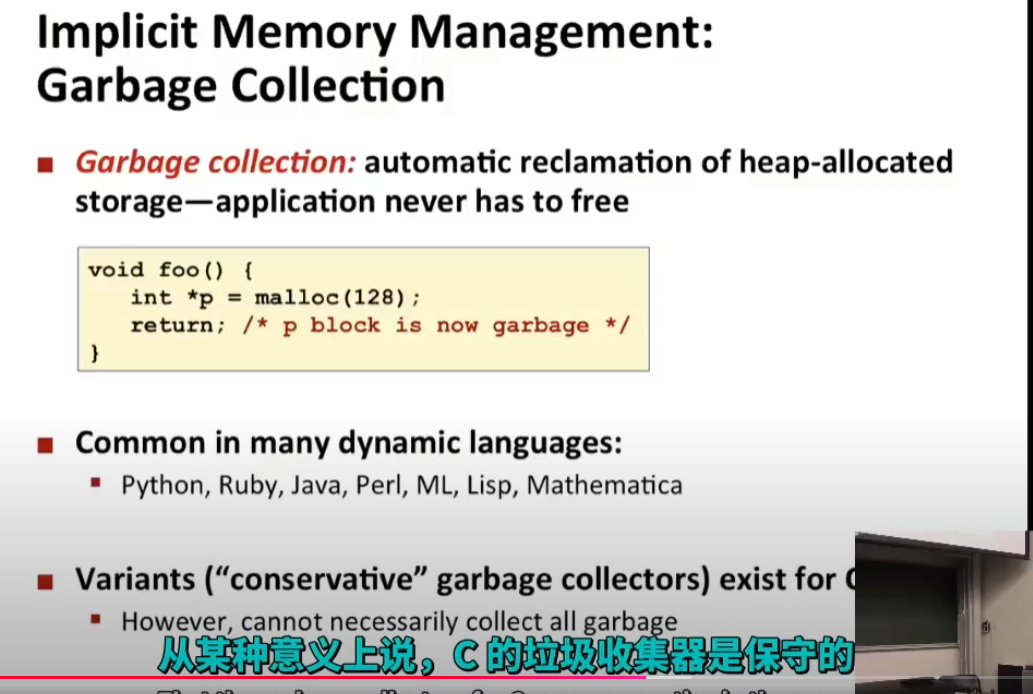 Implicit Memory Management:
Garbage Collection
■ Garbage collection: automatic reclamation of heap-allocated
storage—application never has to free
void foo() {
int *p = malloc(128);
return; /* p block is now garbage */
}
■ Common in many dynamic languages:
▪ Python, Ruby, Java, Perl, ML, Lisp, Mathematica
■ Variants (“conservative” garbage collectors) exist for
▪ However, cannot necessarily collect all garbage
从某种意义上说，C 的垃圾收集器是保守的